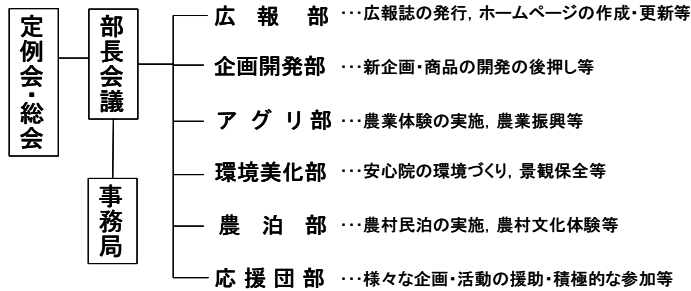 定例会・総会
部長会議
事務局
広報部 …広報誌の発行，ホームページの作成・更新等
企画開発部 …新企画・商品の開発の後押し等
アグリ部 …農業体験の実施，農業振興等
環境美化部 …安心院の環境づくり，景観保全等
農泊部 …農村民泊の実施，農村文化体験等
応援団部 …様々な企画・活動の援助・積極的な参加等